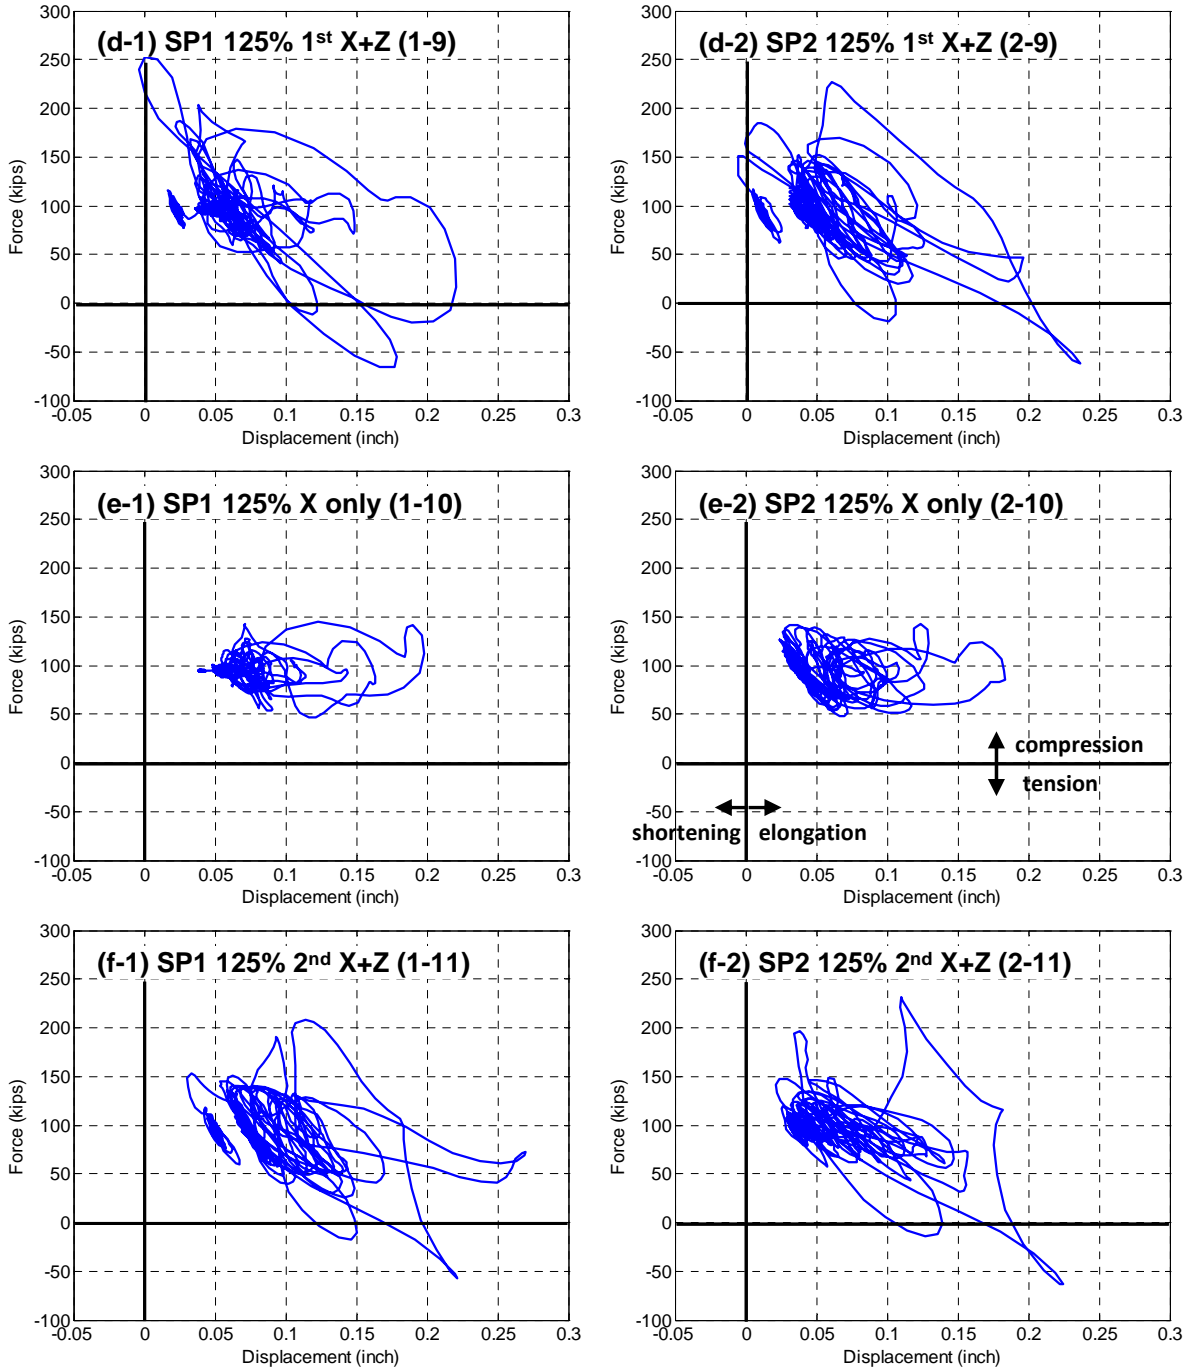 (d-1) SP1 125% 1st X+Z (1-9)
300
250
200
150
100
50
0
-50
-100
Force (kips)
-0.05 0 0.05 0.1 0.15 0.2 0.25 0.3
Displacement (inch)
(d-2) SP2 125% 1st X+Z (2-9)
300
250
200
150
100
50
0
-50
-100
Force (kips)
-0.05 0 0.05 0.1 0.15 0.2 0.25 0.3
Displacement (inch)
(e-1) SP1 125% X only (1-10)
300
250
200
150
100
50
0
-50
-100
Force (kips)
-0.05 0 0.05 0.1 0.15 0.2 0.25 0.3
Displacement (inch)
(e-2) SP2 125% X only (2-10)
300
250
200
150
100
50
0
-50
-100
Force (kips)
compression
tension
shortening elongation
-0.05 0 0.05 0.1 0.15 0.2 0.25 0.3
Displacement (inch)
(f-1) SP1 125% 2nd X+Z (1-11)
300
250
200
150
100
50
0
-50
-100
Force (kips)
-0.05 0 0.05 0.1 0.15 0.2 0.25 0.3
Displacement (inch)
(f-2) SP2 125% 2nd X+Z (2-11)
300
250
200
150
100
50
0
-50
-100
Force (kips)
-0.05 0 0.05 0.1 0.15 0.2 0.25 0.3
Displacement (inch)